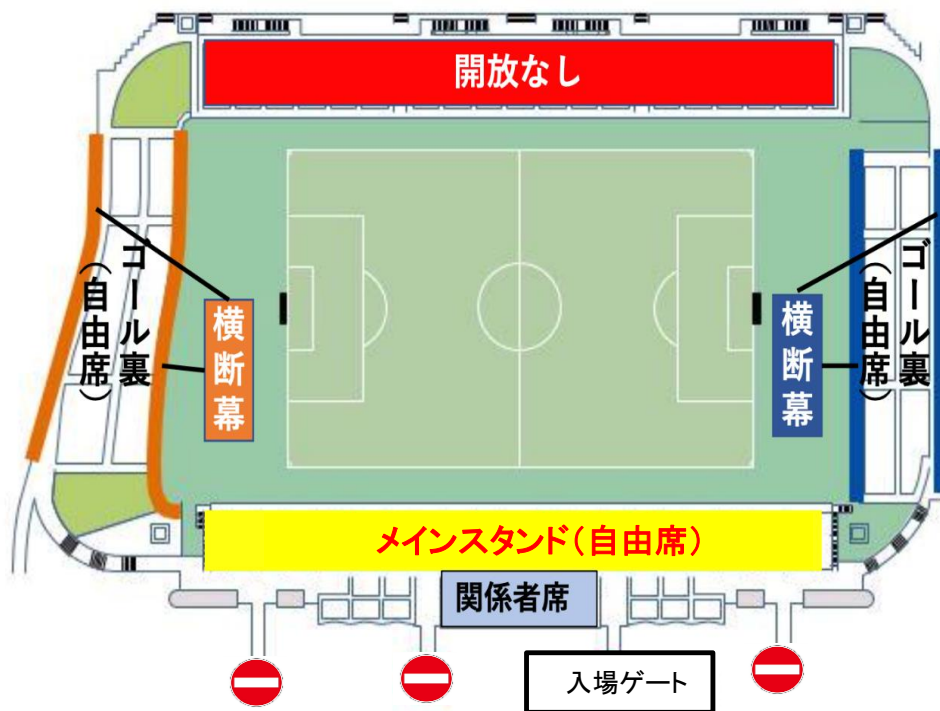 開放なし
ゴール裏
（自由席）
横断幕
横断幕
ゴール裏
（自由席）
メインスタンド（自由席）
関係者席
入場ゲート